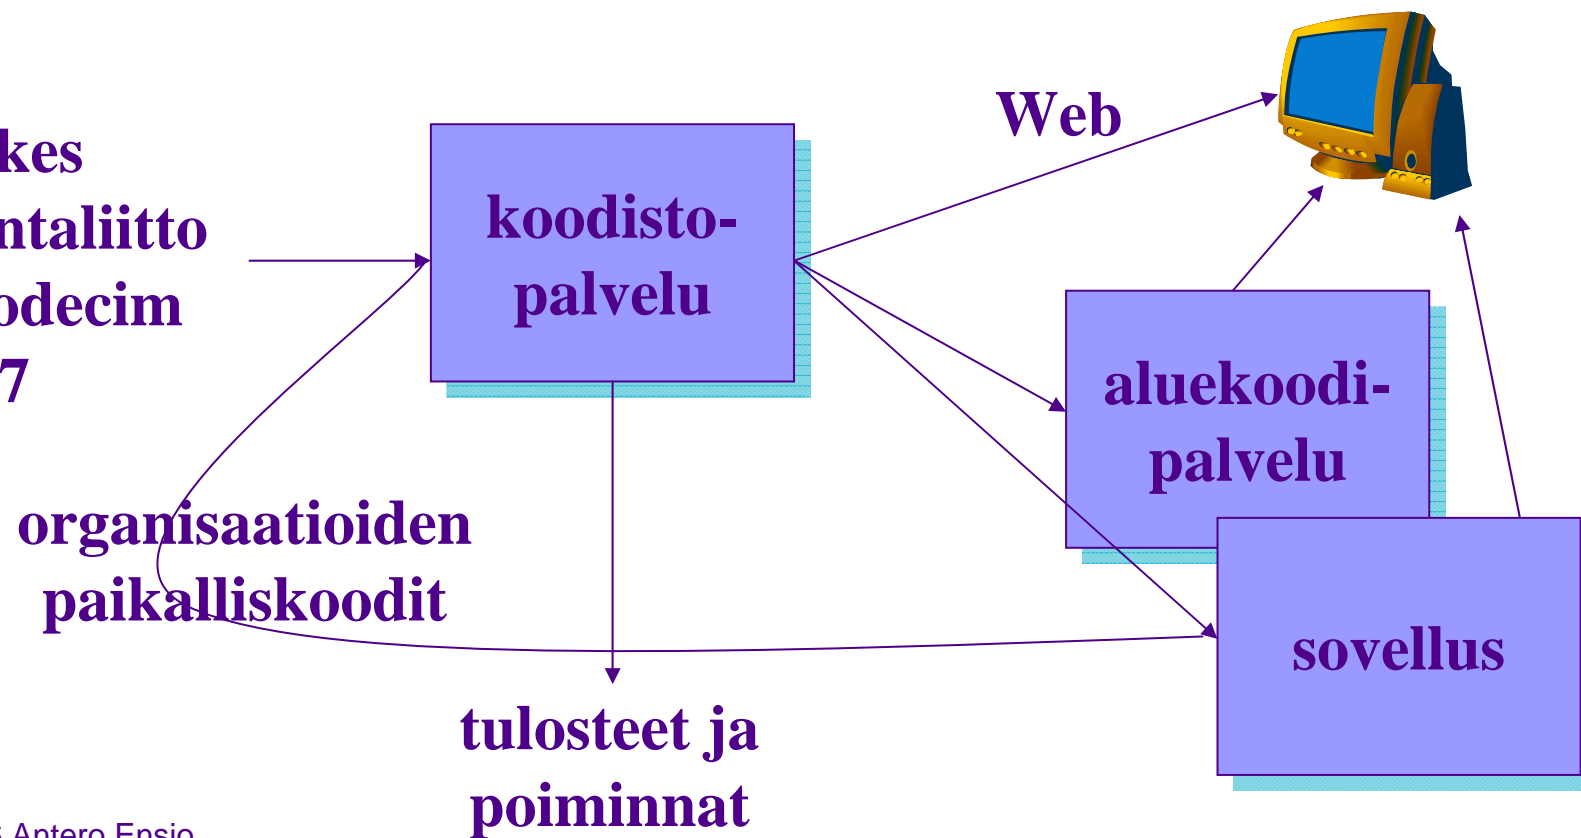 kes
ntaliitto
odecim
7
koodisto-
palvelu
Web
aluekoodi-
palvelu
organisaatioiden
paikalliskoodit
sovellus
tulosteet ja
poiminnat
Antero Ensio